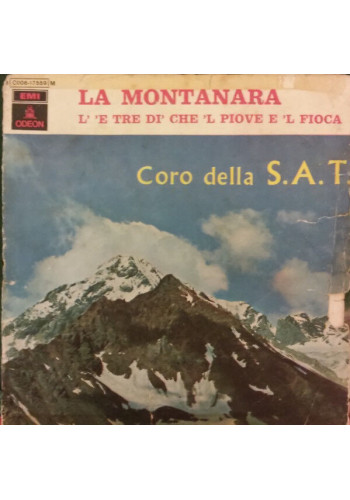 EMI
ODEON
LA MONTANARA
L' 'E TRE DI' CHE 'L PIOVE E 'L FIOCA
Coro della S.A.T.